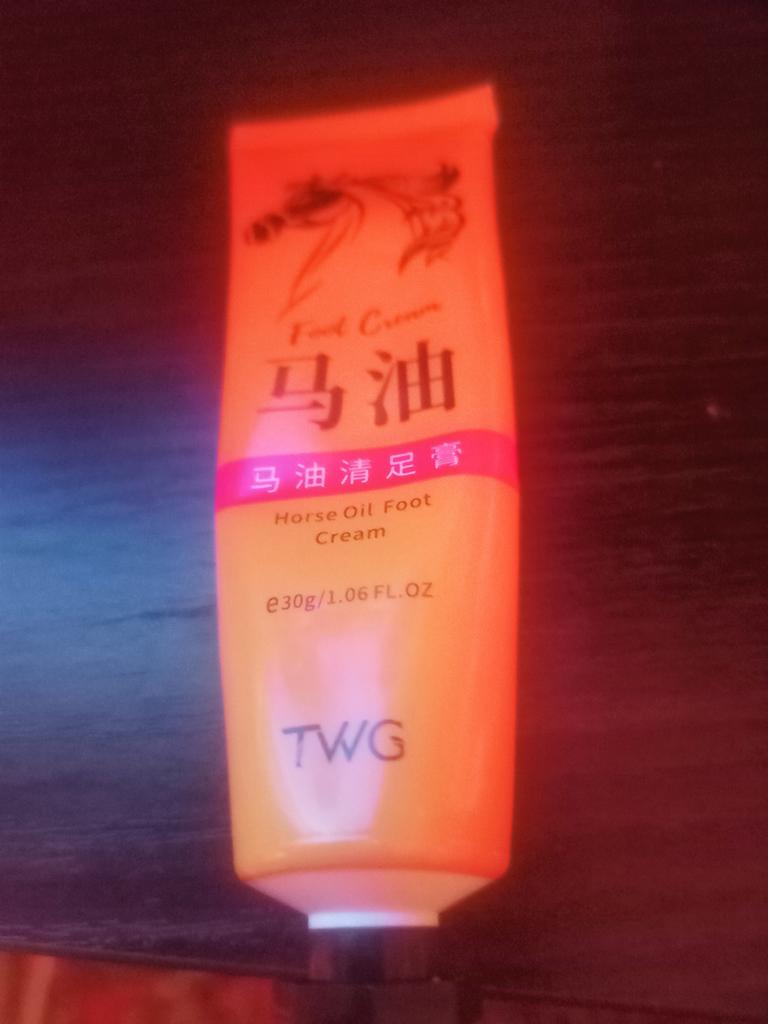 Foot Cream
马油
马油清足膏
Horse Oil Foot
Cream
e30g/1.06 FL.OZ
TWG